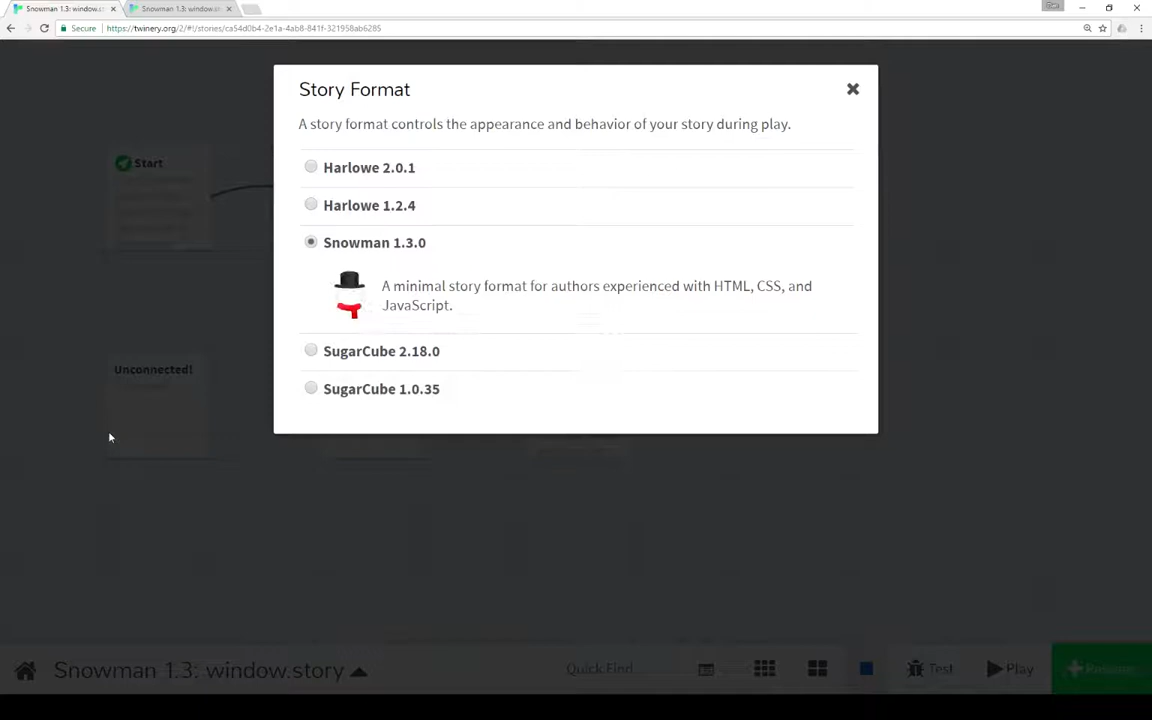 Snowman 1.3: window.
Snowman 1.3: window.
Secure https://twinery.org/2/#!/stories/ca54d0b4-2e1a-4ab8-841f-321958ab6285
Story Format
A story format controls the appearance and behavior of your story during play.
Harlowe 2.0.1
Start
Harlowe 1.2.4
Snowman 1.3.0
A minimal story format for authors experienced with HTML, CSS, and
JavaScript.
SugarCube 2.18.0
Unconnected!
SugarCube 1.0.35
Snowman 1.3: window.story Quick Find Test Play